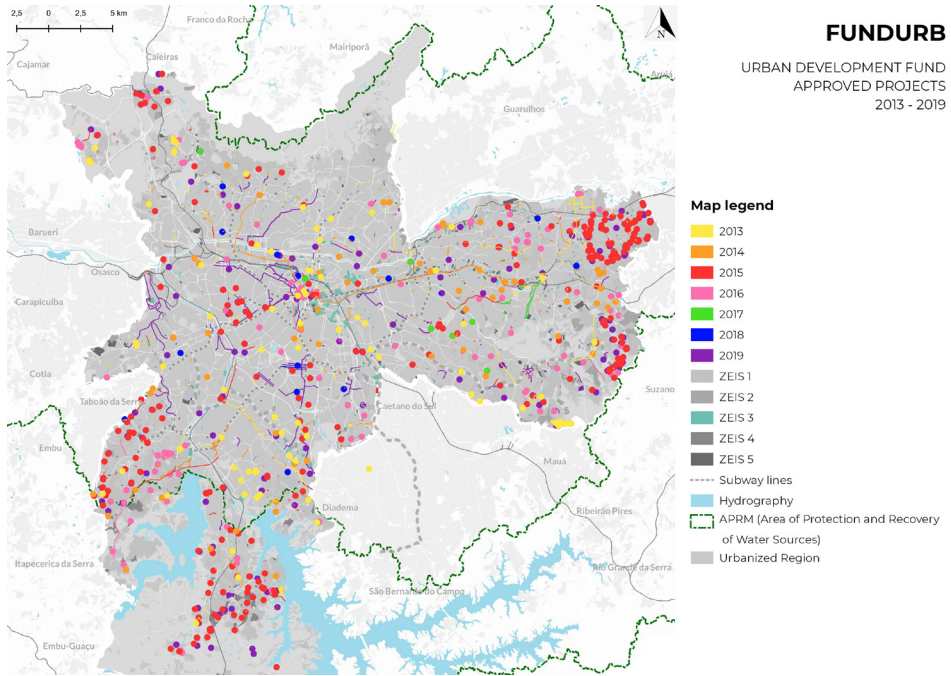 2,5 0 2,5 5 km
N
Franco da Rocha
Mairiporã
Caieiras
Cajamar
Guarulhos
Barueri
Osasco
Carapicuíba
Cotia
Taboão da Serra
Suzano
Caetano do Sul
Embu
Mauá
Diadema
Ribeirão Pires
Itapecerica da Serra
Rio Grande da Serra
São Bernardo do Campo
Embu-Guaçu
FUNDURB
URBAN DEVELOPMENT FUND
APPROVED PROJECTS
2013 - 2019
Map legend
2013
2014
2015
2016
2017
2018
2019
ZEIS 1
ZEIS 2
ZEIS 3
ZEIS 4
ZEIS 5
Subway lines
Hydrography
APRM (Area of Protection and Recovery
of Water Sources)
Urbanized Region